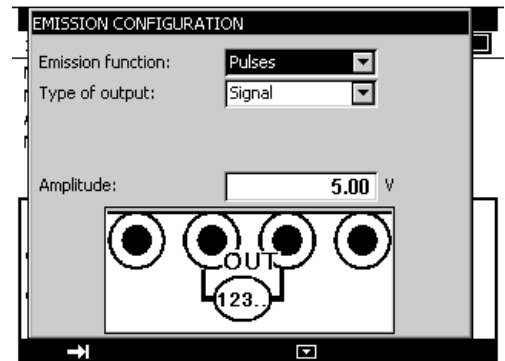 EMISSION CONFIGURATION
Emission function: Pulses
Type of output: Signal
Amplitude: 5.00 V
OUT
123..